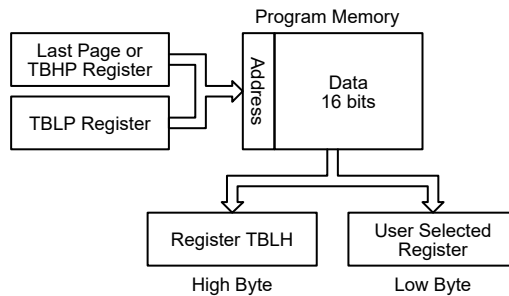 Program Memory
Last Page or
TBHP Register
TBLP Register
Address
Data
16 bits
Register TBLH
User Selected
Register
High Byte
Low Byte